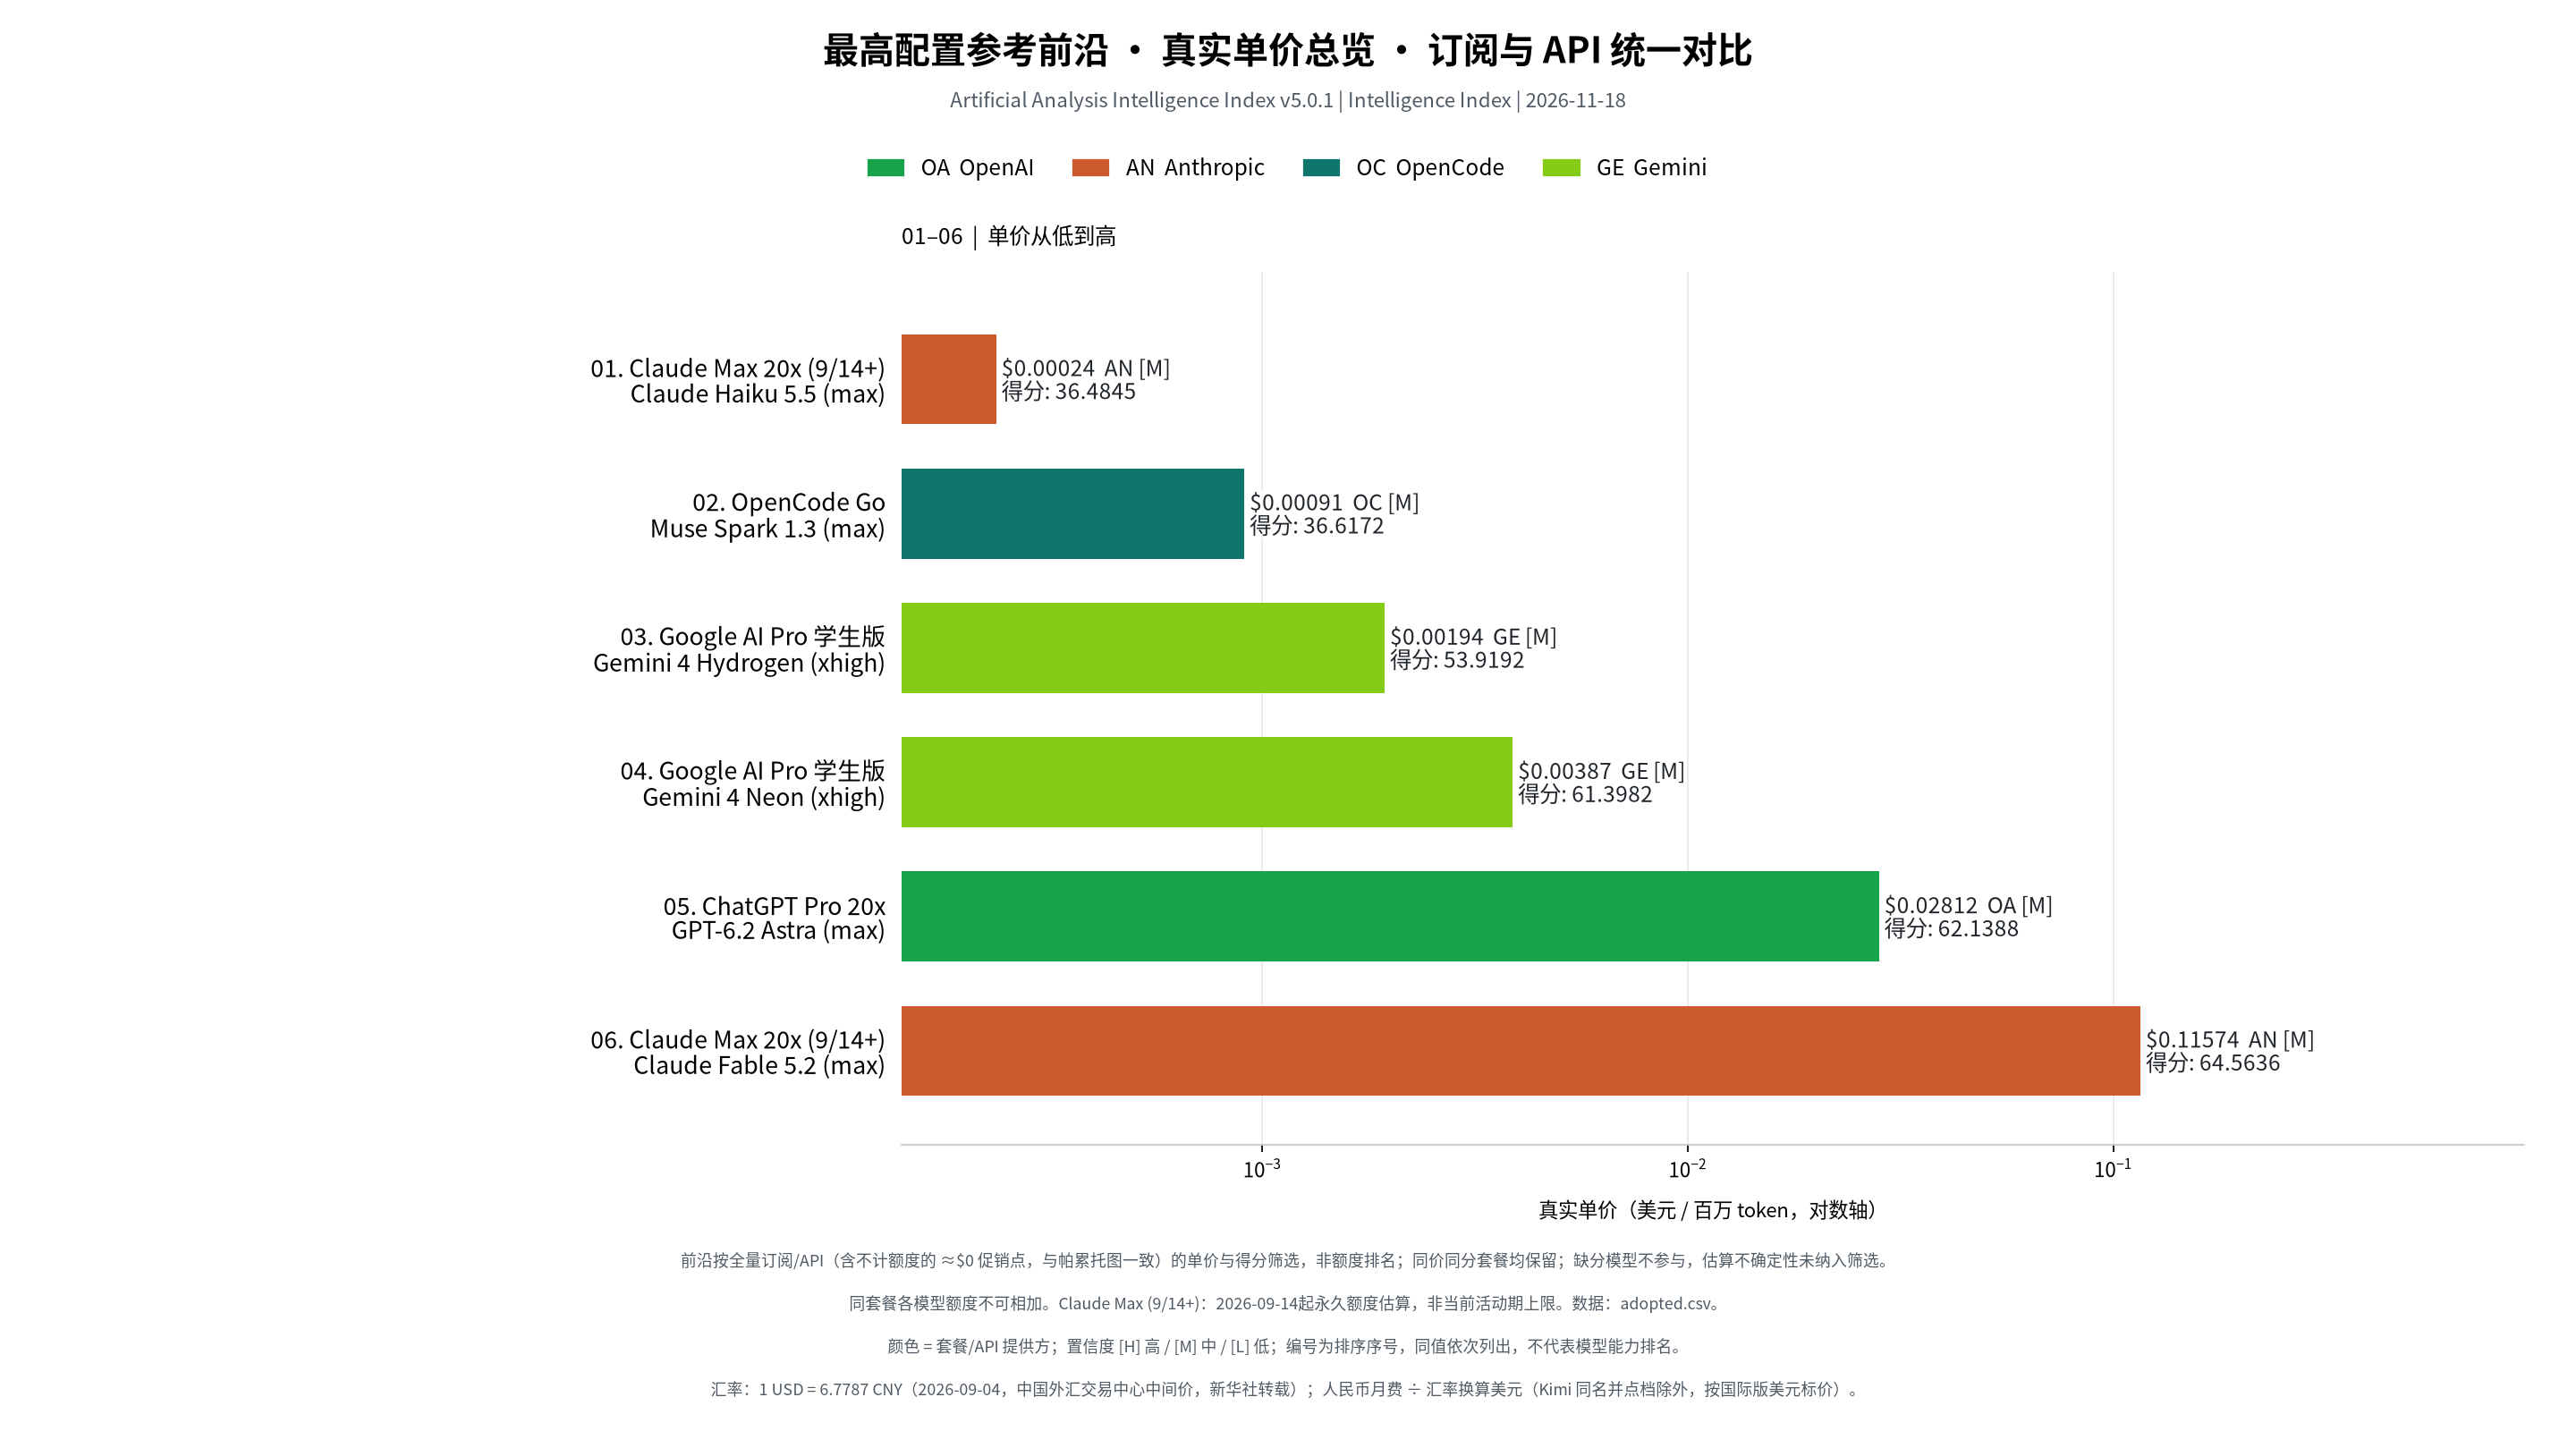 最高配置参考前沿 · 真实单价总览 · 订阅与 API 统一对比
Artificial Analysis Intelligence Index v5.0.1 | Intelligence Index | 2026-11-18
OA OpenAI
AN Anthropic
OC OpenCode
GE Gemini
01–06 | 单价从低到高
01. Claude Max 20x (9/14+)
Claude Haiku 5.5 (max)
$0.00024 AN [M]
得分: 36.4845
02. OpenCode Go
Muse Spark 1.3 (max)
$0.00091 OC [M]
得分: 36.6172
03. Google AI Pro 学生版
Gemini 4 Hydrogen (xhigh)
$0.00194 GE [M]
得分: 53.9192
04. Google AI Pro 学生版
Gemini 4 Neon (xhigh)
$0.00387 GE [M]
得分: 61.3982
05. ChatGPT Pro 20x
GPT-6.2 Astra (max)
$0.02812 OA [M]
得分: 62.1388
06. Claude Max 20x (9/14+)
Claude Fable 5.2 (max)
$0.11574 AN [M]
得分: 64.5636
10⁻³
10⁻²
10⁻¹
真实单价（美元 / 百万 token，对数轴）
前沿按全量订阅/API（含不计额度的 ≈$0 促销点，与帕累托图一致）的单价与得分筛选，非额度排名；同价同分套餐均保留；缺分模型不参与，估算不确定性未纳入筛选。
同套餐各模型额度不可相加。Claude Max (9/14+)：2026-09-14起永久额度估算，非当前活动期上限。数据：adopted.csv。
颜色 = 套餐/API 提供方；置信度 [H] 高 / [M] 中 / [L] 低；编号为排序序号，同值依次列出，不代表模型能力排名。
汇率：1 USD = 6.7787 CNY（2026-09-04，中国外汇交易中心中间价，新华社转载）；人民币月费 ÷ 汇率换算美元（Kimi 同名并点档除外，按国际版美元标价）。